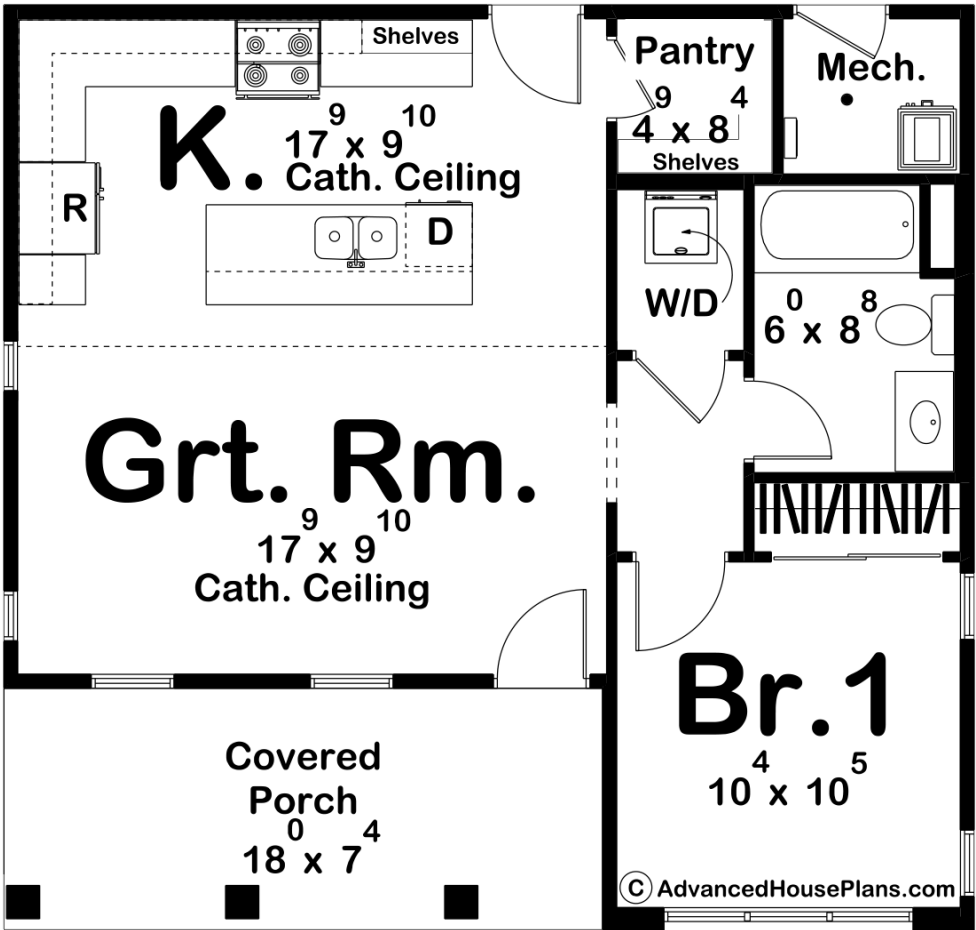 Shelves
Pantry
4⁹ x 8⁴
Shelves
Mech.
K. 17⁹ x 9¹⁰
Cath. Ceiling
R
D
W/D
6⁰ x 8⁸
Grt. Rm.
17⁹ x 9¹⁰
Cath. Ceiling
Br.1
10⁴ x 10⁵
Covered
Porch
18⁰ x 7⁴
© AdvancedHousePlans.com